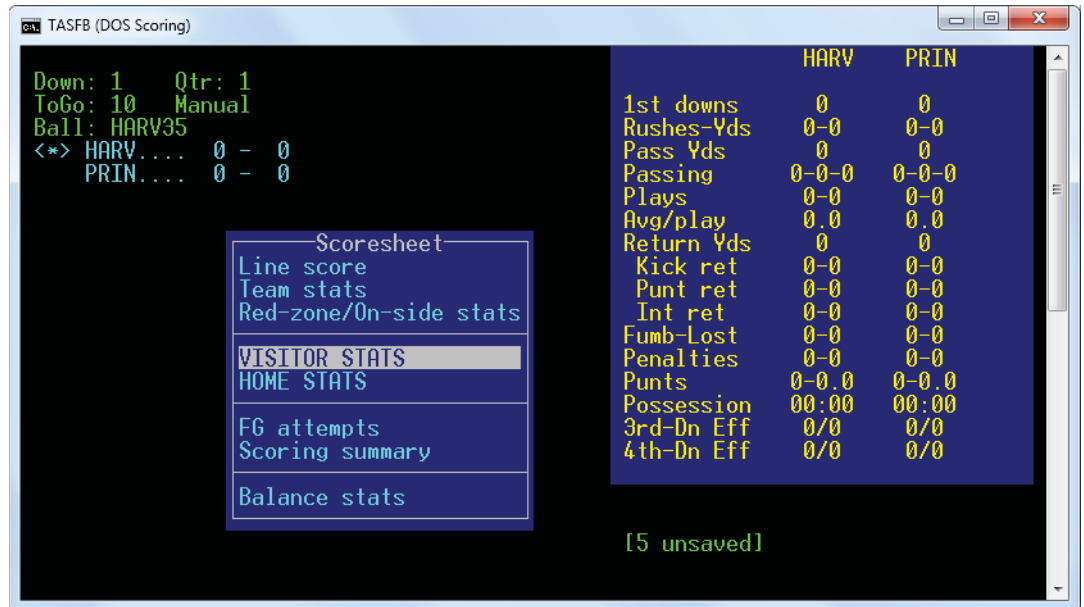 TASFB (DOS Scoring)
Down: 1 Qtr: 1
ToGo: 10 Manual
Ball: HARV35
<*> HARV.... 0 - 0
PRIN.... 0 - 0
Scoresheet
Line score
Team stats
Red-zone/On-side stats
VISITOR STATS
HOME STATS
FG attempts
Scoring summary
Balance stats
HARV PRIN
1st downs 0 0
Rushes-Yds 0-0 0-0
Pass Yds 0 0
Passing 0-0-0 0-0-0
Plays 0-0 0-0
Avg/play 0.0 0.0
Return Yds 0 0
Kick ret 0-0 0-0
Punt ret 0-0 0-0
Int ret 0-0 0-0
Fumb-Lost 0-0 0-0
Penalties 0-0 0-0
Punts 0-0.0 0-0.0
Possession 00:00 00:00
3rd-Dn Eff 0/0 0/0
4th-Dn Eff 0/0 0/0
[5 unsaved]